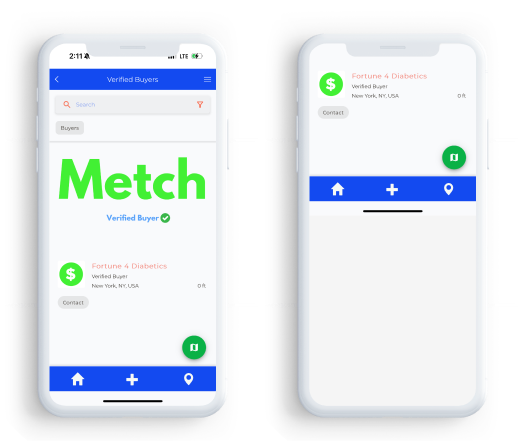 2:11
LTE
Verified Buyers
Search
Buyers
Metch
Verified Buyer
Fortune 4 Diabetics
Verified Buyer
New York, NY, USA
0 ft
Contact
Fortune 4 Diabetics
Verified Buyer
New York, NY, USA
0 ft
Contact